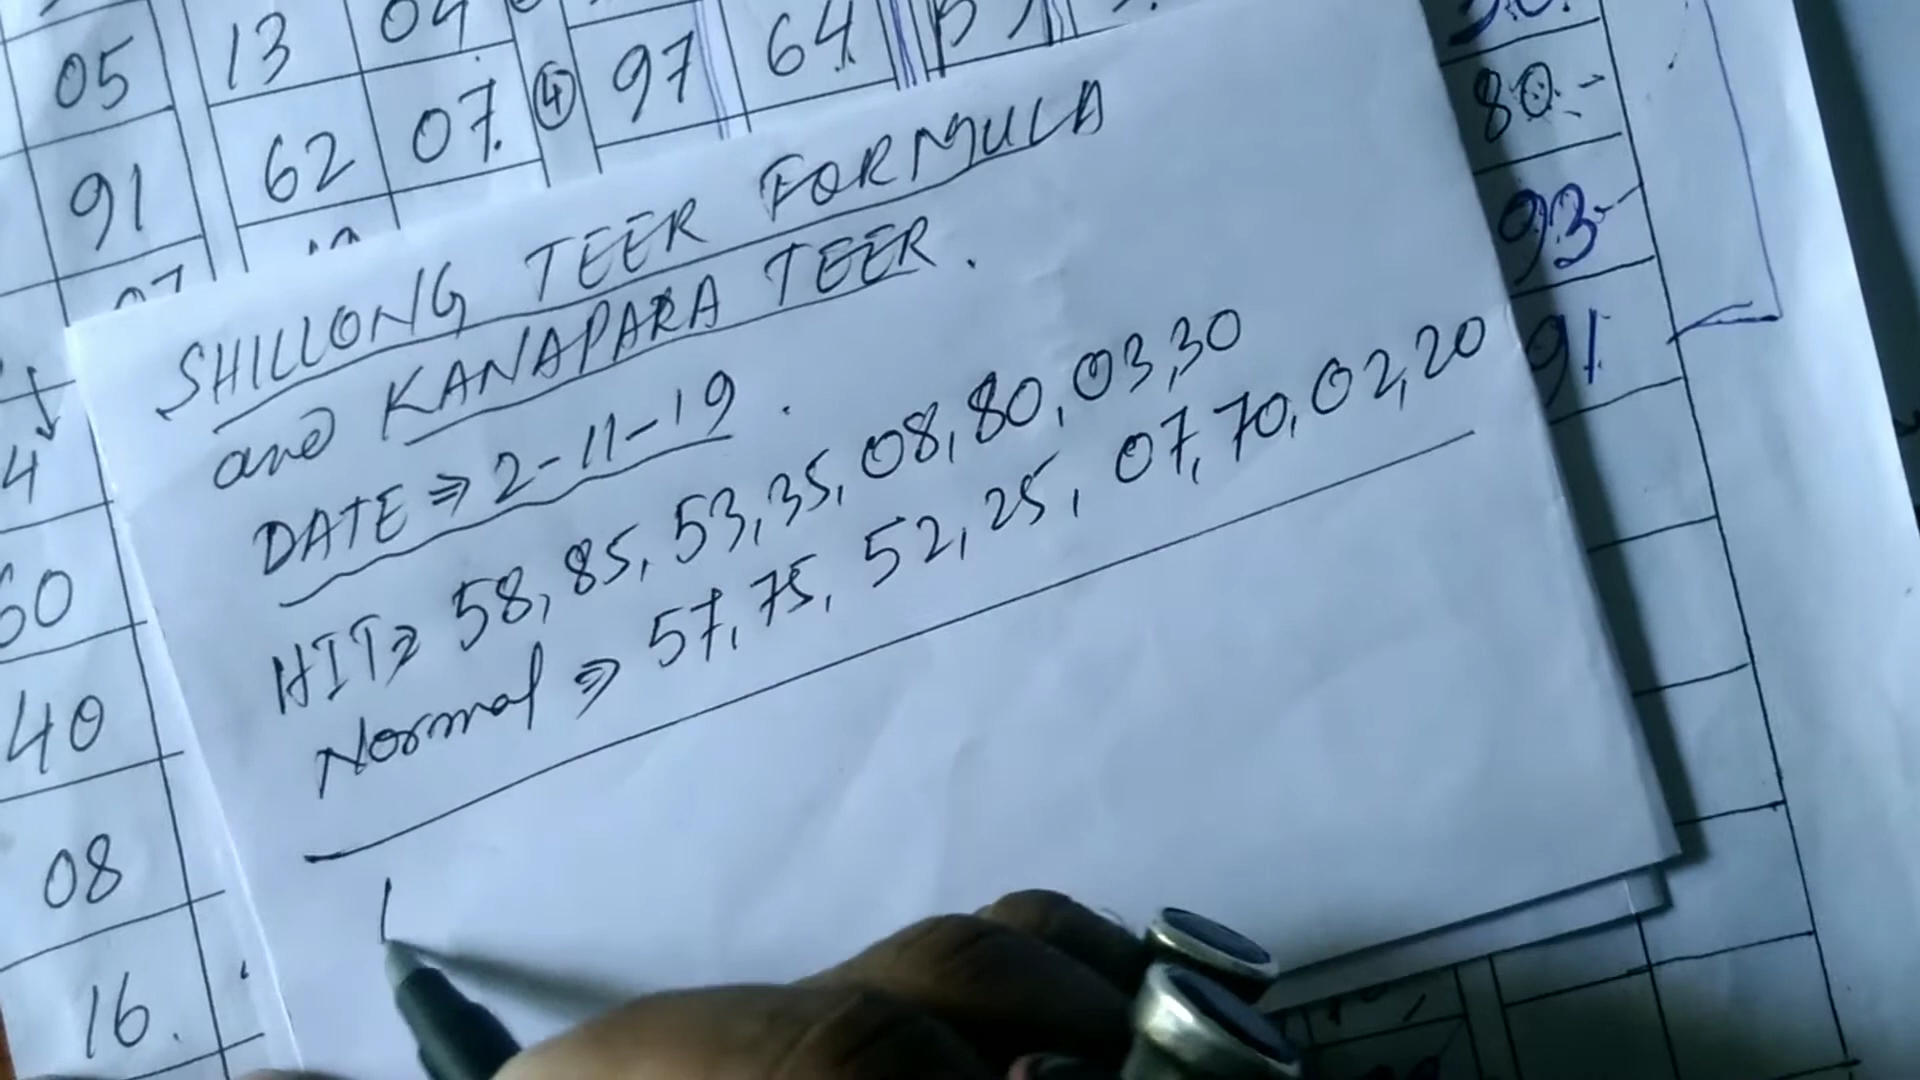 05 13 04
91 62 07. ④ 97 64
SHILLONG TEER FORMULA
and KANAPARA TEER.
DATE ⇒ 2-11-19.
HIT⇒ 58, 85, 53, 35, 08, 80, 03, 30
Normal ⇒ 57, 75, 52, 25, 07, 70, 02, 20
4
60
40
08
16.
80
93
91